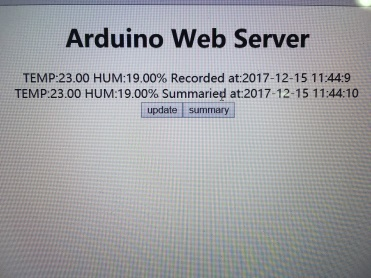 Arduino Web Server
TEMP:23.00 HUM:19.00% Recorded at:2017-12-15 11:44:9
TEMP:23.00 HUM:19.00% Summaried at:2017-12-15 11:44:10
update summary